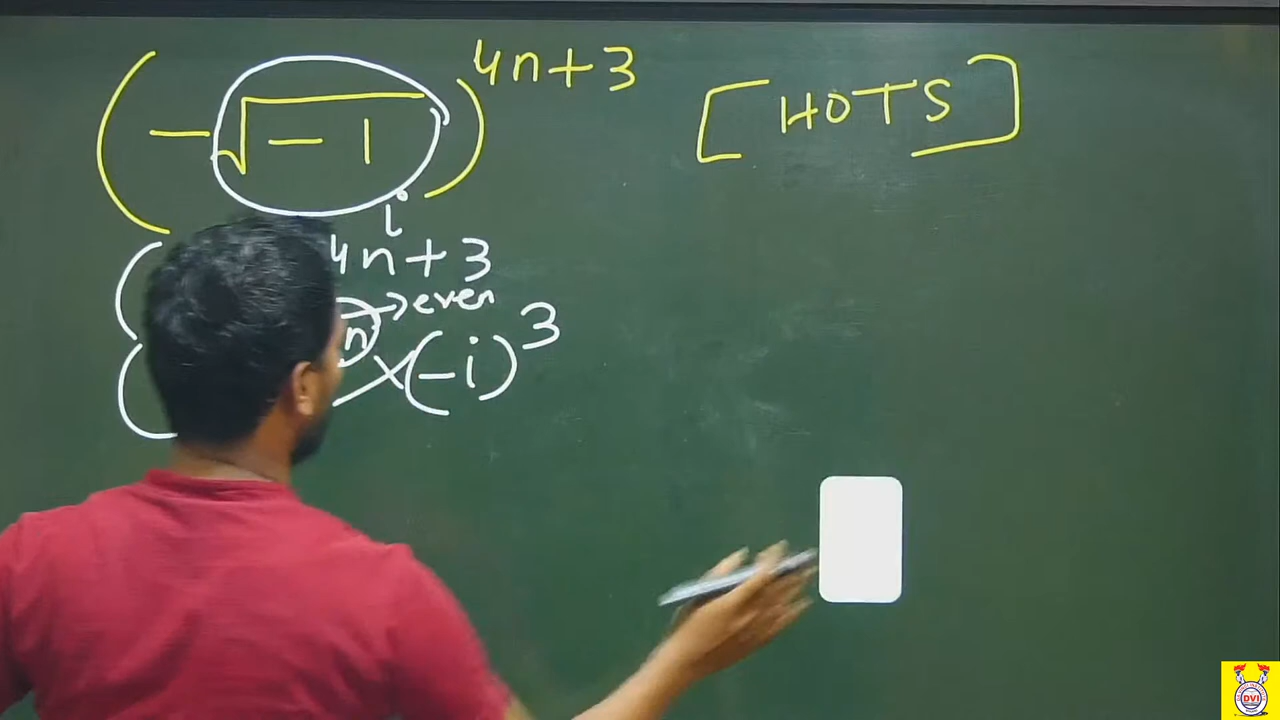 (-√-1)^4n+3 [HOTS]
i
( 4n+3
n → even
( × (-i)^3
DVI